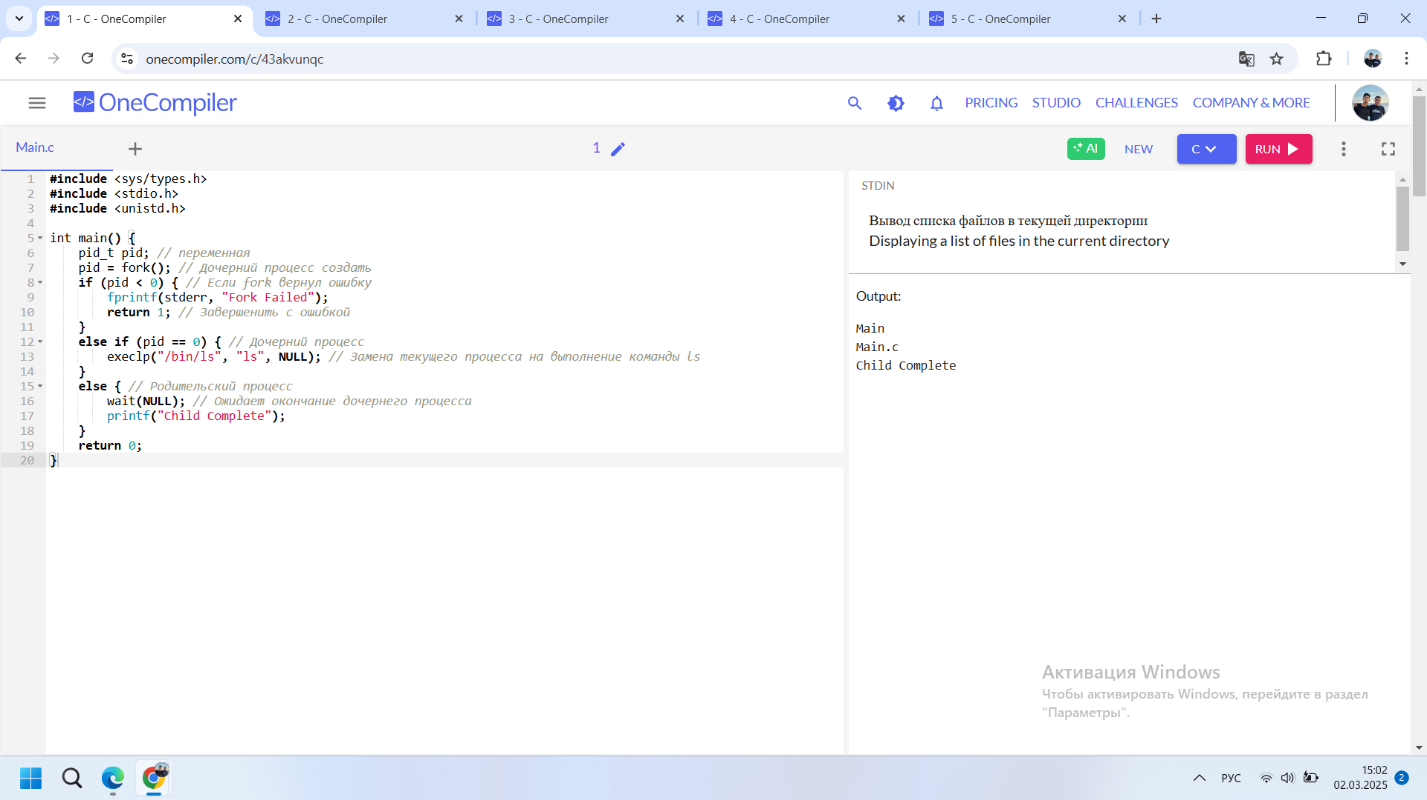 1 - C - OneCompiler
2 - C - OneCompiler
3 - C - OneCompiler
4 - C - OneCompiler
5 - C - OneCompiler
onecompiler.com/c/43akvunqc
OneCompiler
PRICING STUDIO CHALLENGES COMPANY & MORE
Main.c
1
AI
NEW
C
RUN
1 #include <sys/types.h>
2 #include <stdio.h>
3 #include <unistd.h>
4
5 int main() {
6 pid_t pid; // переменная
7 pid = fork(); // Дочерний процесс создать
8 if (pid < 0) { // Если fork вернул ошибку
9 fprintf(stderr, "Fork Failed");
10 return 1; // Завершенить с ошибкой
11 }
12 else if (pid == 0) { // Дочерний процесс
13 execlp("/bin/ls", "ls", NULL); // Замена текущего процесса на выполнение команды ls
14 }
15 else { // Родительский процесс
16 wait(NULL); // Ожидает окончание дочернего процесса
17 printf("Child Complete");
18 }
19 return 0;
20 }
STDIN
Вывод списка файлов в текущей директории
Displaying a list of files in the current directory
Output:
Main
Main.c
Child Complete
Активация Windows
Чтобы активировать Windows, перейдите в раздел
"Параметры".
РУС
15:02
02.03.2025
2